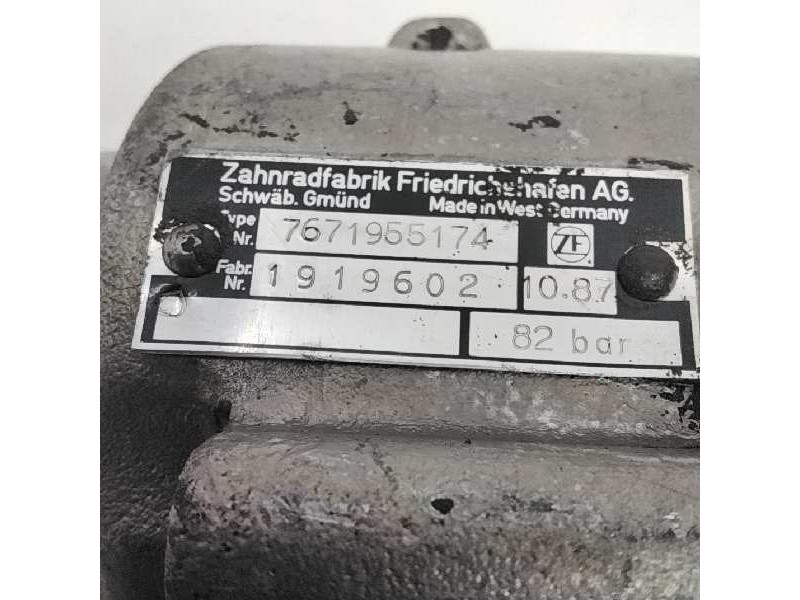 Zahnradfabrik Friedrichshafen AG.
Schwäb. Gmünd Made in West Germany
Type Nr. 7671955174 ZF
Fabr. Nr. 1919602 10.87
82 bar